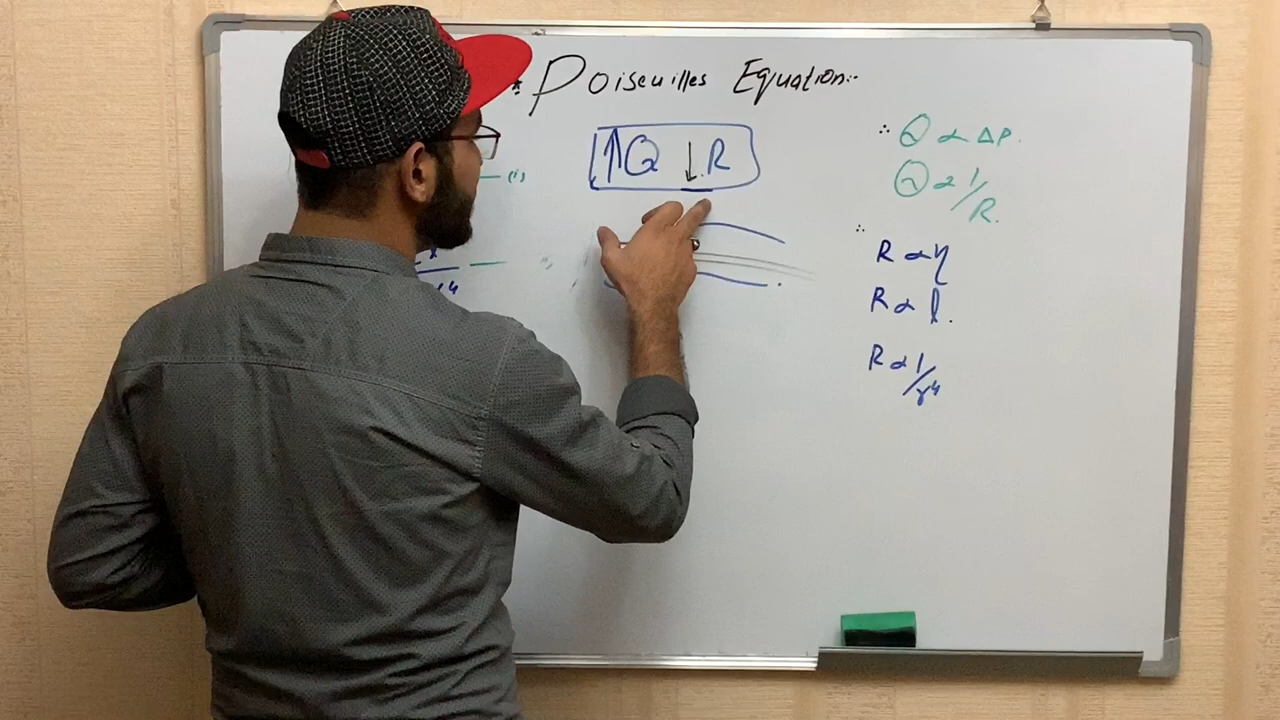 * Poiseuilles Equation:-
(i)
↑Q ↓R
∴ Q ∝ ΔP.
Q ∝ 1/R.
∴
R ∝ η
R ∝ l.
R ∝ 1/r⁴